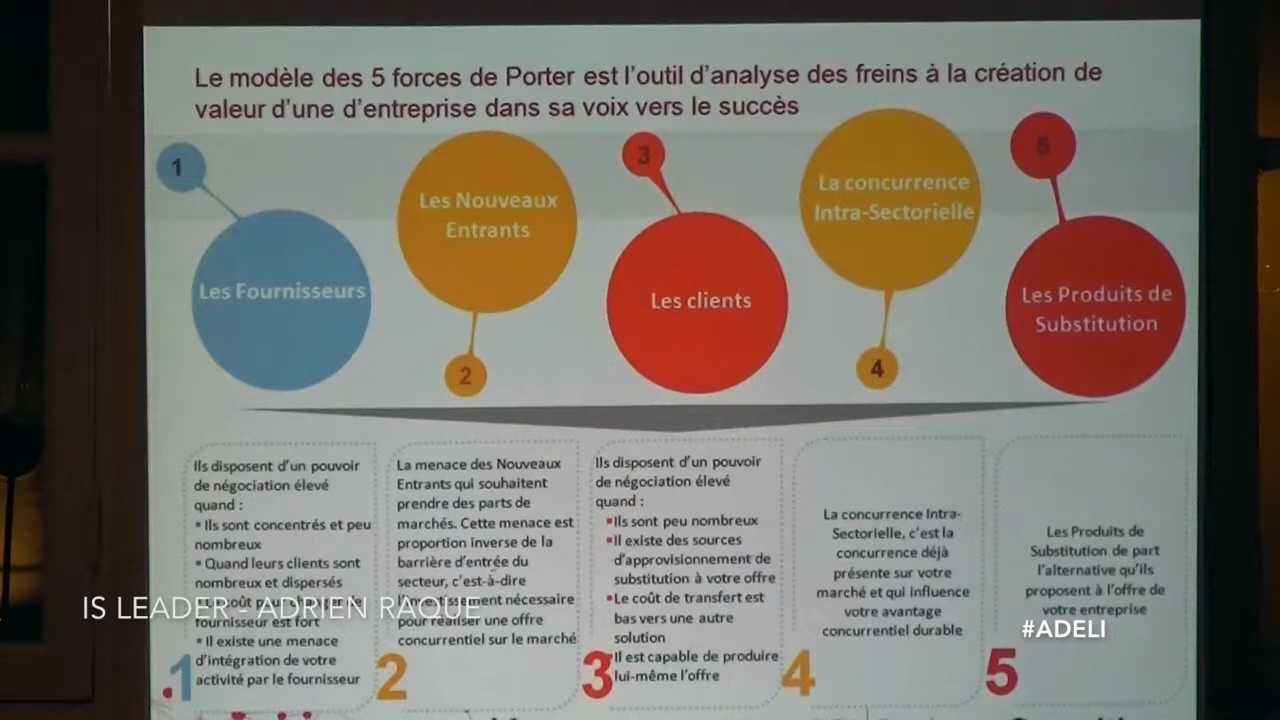 Le modèle des 5 forces de Porter est l'outil d'analyse des freins à la création de
valeur d'une d'entreprise dans sa voix vers le succès
1
Les Fournisseurs
Les Nouveaux
Entrants
2
3
Les clients
La concurrence
Intra-Sectorielle
4
5
Les Produits de
Substitution
Ils disposent d'un pouvoir
de négociation élevé
quand :
▪ Ils sont concentrés et peu
nombreux
▪ Quand leurs clients sont
nombreux et dispersés
fournisseur est fort
▪ Il existe une menace
d'intégration de votre
activité par le fournisseur
.1
La menace des Nouveaux
Entrants qui souhaitent
prendre des parts de
marchés. Cette menace est
proportion inverse de la
barrière d'entrée du
secteur, c'est-à-dire
l'investissement nécessaire
pour réaliser une offre
concurrentiel sur le marché
2
Ils disposent d'un pouvoir
de négociation élevé
quand :
▪Ils sont peu nombreux
▪Il existe des sources
d'approvisionnement de
substitution à votre offre
▪Le coût de transfert est
bas vers une autre
solution
▪Il est capable de produire
lui-même l'offre
3
La concurrence Intra-
Sectorielle, c'est la
concurrence déjà
présente sur votre
marché et qui influence
votre avantage
concurrentiel durable
4
Les Produits de
Substitution de part
l'alternative qu'ils
proposent à l'offre de
votre entreprise
5
IS LEADER - ADRIEN RAQUE
#ADELI